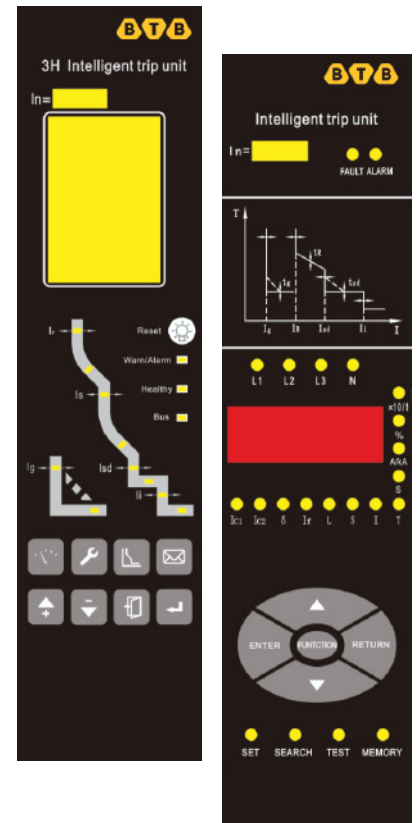 BTB
3H Intelligent trip unit
In=
Ir
Reset
Warn/Alarm
Is
Healthy
Bus
Ig
Isd
Ii
BTB
Intelligent trip unit
In=
FAULT ALARM
T
tR
tg
tsd
Ig IR Isd Ii I
L1 L2 L3 N
x10/1
%
A/kA
S
Ic1 Ic2 δ Ir L S I T
ENTER FUNTCTION RETURN
SET SEARCH TEST MEMORY